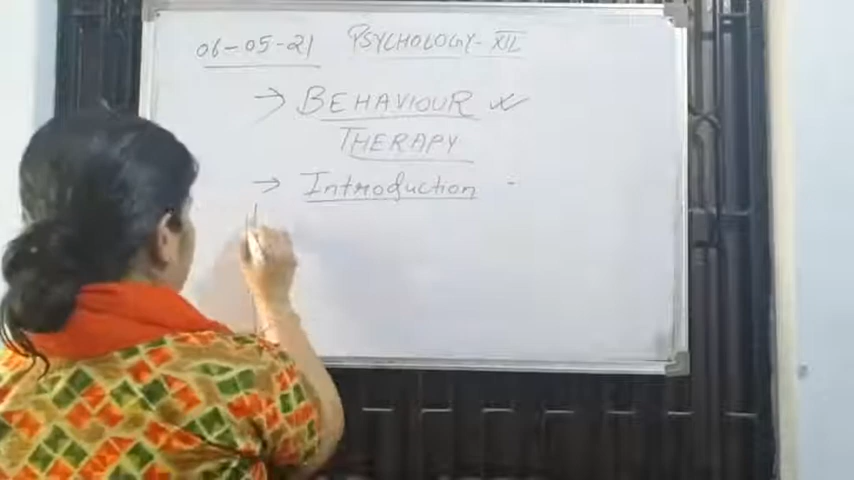 06-05-21 PSYCHOLOGY-XII
→ BEHAVIOUR ✓
THERAPY
→ Introduction -